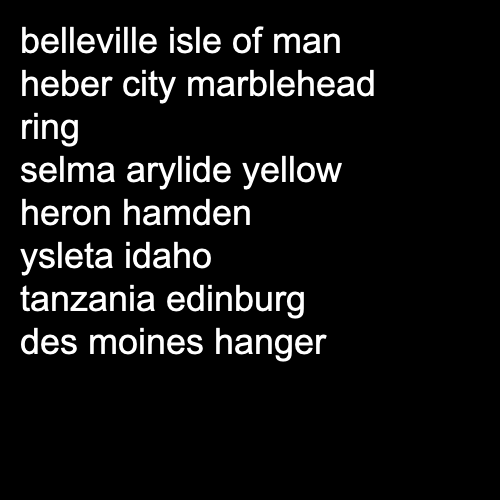 belleville isle of man
heber city marblehead
ring
selma arylide yellow
heron hamden
ysleta idaho
tanzania edinburg
des moines hanger